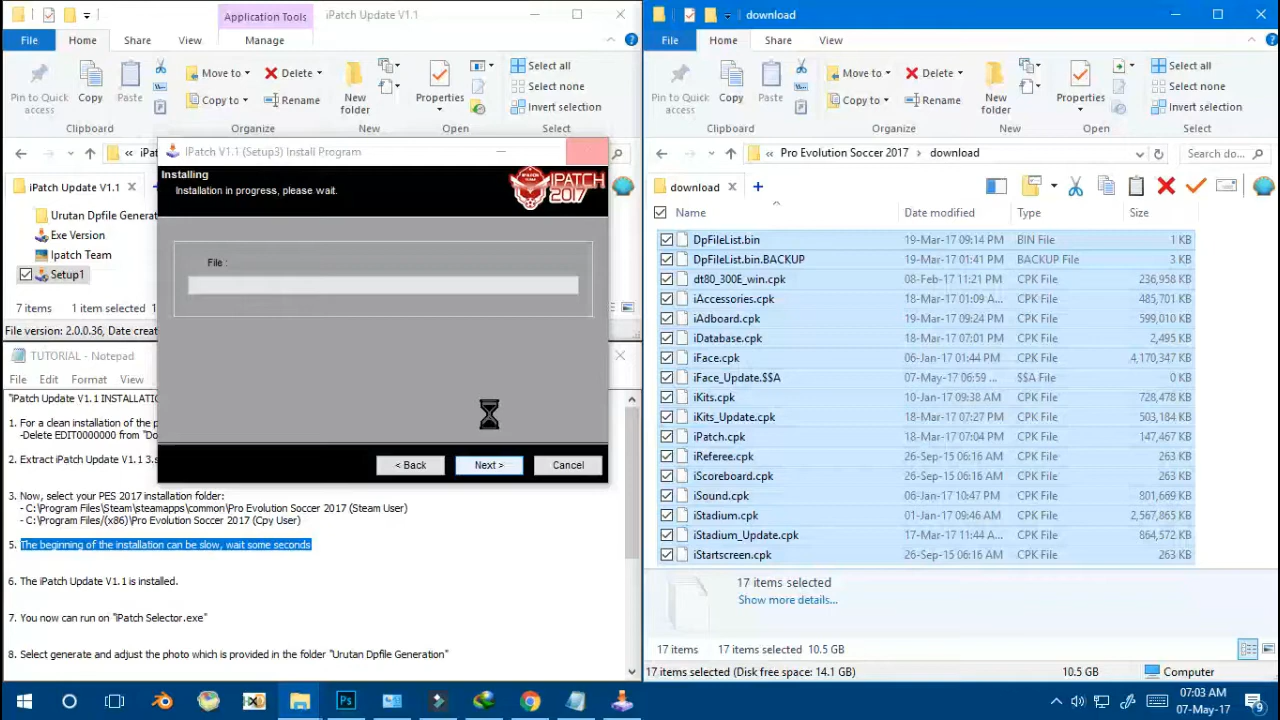 Application Tools
iPatch Update V1.1
File
Home
Share
View
Manage
Pin to Quick access
Copy
Paste
Move to
Copy to
Delete
Rename
New folder
Properties
Select all
Select none
Invert selection
Clipboard
Organize
New
Open
Select
iPatch Update V1.1
Urutan Dpfile Genera
Exe Version
Ipatch Team
Setup1
7 items
1 item selected
File version: 2.0.0.36, Date creat
IPatch V1.1 (Setup3) Install Program
Installing
Installation in progress, please wait.
IPATCH
2017
File :
< Back
Next >
Cancel
TUTORIAL - Notepad
File
Edit
Format
View
"iPatch Update V1.1 INSTALLATIO
1. For a clean installation of the p
-Delete EDIT0000000 from "Do
2. Extract iPatch Update V1.1 3.s
3. Now, select your PES 2017 installation folder:
- C:\Program Files\Steam\steamapps\common\Pro Evolution Soccer 2017 (Steam User)
- C:\Program Files/(x86)\Pro Evolution Soccer 2017 (Cpy User)
5. The beginning of the installation can be slow, wait some seconds
6. The iPatch Update V1.1 is installed.
7. You now can run on "iPatch Selector.exe"
8. Select generate and adjust the photo which is provided in the folder "Urutan Dpfile Generation"
download
File
Home
Share
View
Pin to Quick access
Copy
Paste
Move to
Copy to
Delete
Rename
New folder
Properties
Select all
Select none
Invert selection
Clipboard
Organize
New
Open
Select
« Pro Evolution Soccer 2017 > download
Search do...
download
Name Date modified Type Size
DpFileList.bin 19-Mar-17 09:14 PM BIN File 1 KB
DpFileList.bin.BACKUP 19-Mar-17 01:41 PM BACKUP File 3 KB
dt80_300E_win.cpk 08-Feb-17 11:21 PM CPK File 236,958 KB
iAccessories.cpk 18-Mar-17 01:09 A... CPK File 485,701 KB
iAdboard.cpk 19-Mar-17 09:24 PM CPK File 599,010 KB
iDatabase.cpk 18-Mar-17 07:01 PM CPK File 2,495 KB
iFace.cpk 06-Jan-17 01:44 PM CPK File 4,170,347 KB
iFace_Update.$$A 07-May-17 06:59 ... $$A File 0 KB
iKits.cpk 10-Jan-17 09:38 AM CPK File 728,478 KB
iKits_Update.cpk 18-Mar-17 07:27 PM CPK File 503,184 KB
iPatch.cpk 18-Mar-17 07:04 PM CPK File 147,467 KB
iReferee.cpk 26-Sep-15 06:16 AM CPK File 263 KB
iScoreboard.cpk 26-Sep-15 06:16 AM CPK File 263 KB
iSound.cpk 06-Jan-17 10:47 PM CPK File 801,669 KB
iStadium.cpk 01-Jan-17 09:46 AM CPK File 2,567,865 KB
iStadium_Update.cpk 17-Mar-17 11:44 A... CPK File 864,572 KB
iStartscreen.cpk 26-Sep-15 06:16 AM CPK File 263 KB
17 items selected
Show more details...
17 items
17 items selected 10.5 GB
17 items selected (Disk free space: 14.1 GB)
10.5 GB
Computer
07:03 AM
07-May-17
9